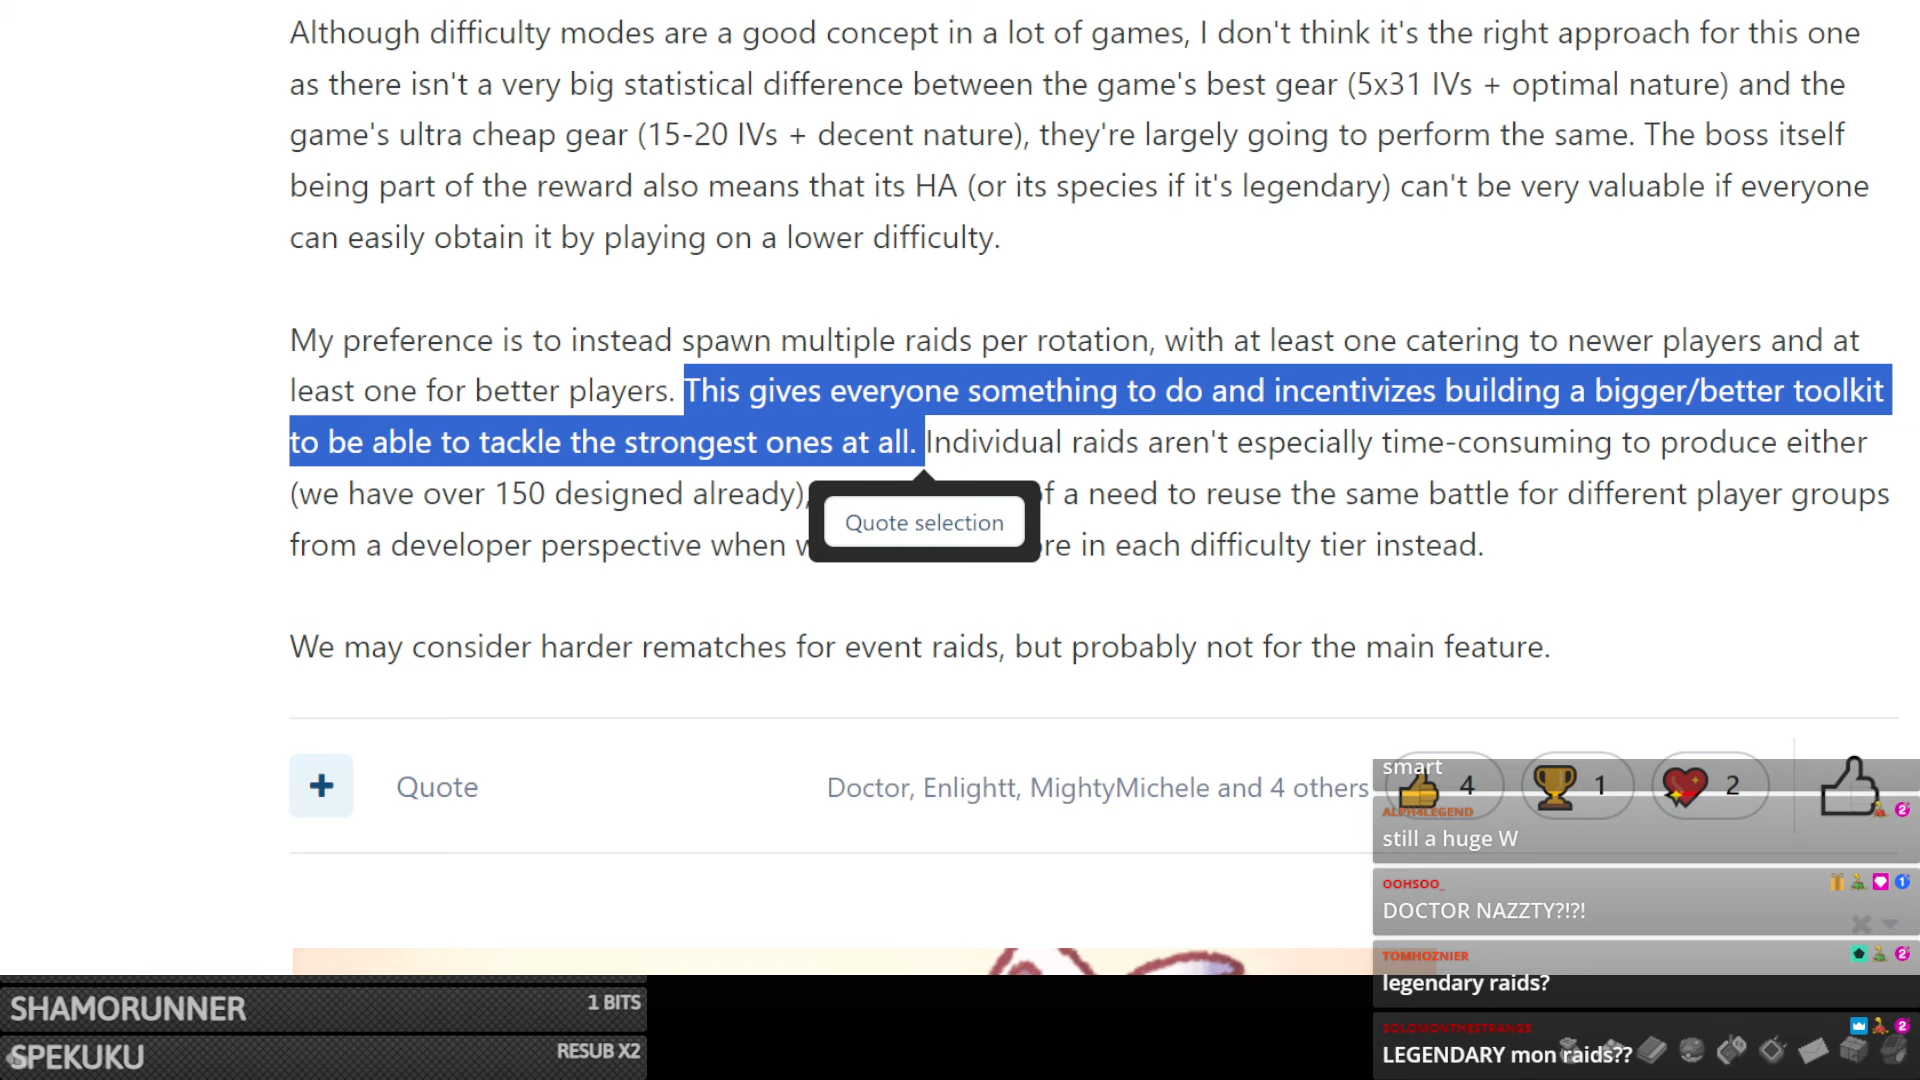 Although difficulty modes are a good concept in a lot of games, I don't think it's the right approach for this one
as there isn't a very big statistical difference between the game's best gear (5x31 IVs + optimal nature) and the
game's ultra cheap gear (15-20 IVs + decent nature), they're largely going to perform the same. The boss itself
being part of the reward also means that its HA (or its species if it's legendary) can't be very valuable if everyone
can easily obtain it by playing on a lower difficulty.
My preference is to instead spawn multiple raids per rotation, with at least one catering to newer players and at
least one for better players. This gives everyone something to do and incentivizes building a bigger/better toolkit
to be able to tackle the strongest ones at all. Individual raids aren't especially time-consuming to produce either
(we have over 150 designed already), of a need to reuse the same battle for different player groups
Quote selection
from a developer perspective when in each difficulty tier instead.
We may consider harder rematches for event raids, but probably not for the main feature.
+ Quote
Doctor, Enlightt, MightyMichele and 4 others
4 1 2
smart
ALPH4LEGEND
still a huge W
OOHSOO_
DOCTOR NAZZTY?!?!
TOMHOZNIER
legendary raids?
SOLOMONTHESTRANGE
LEGENDARY mon raids??
SHAMORUNNER 1 BITS
SPEKUKU RESUB X2